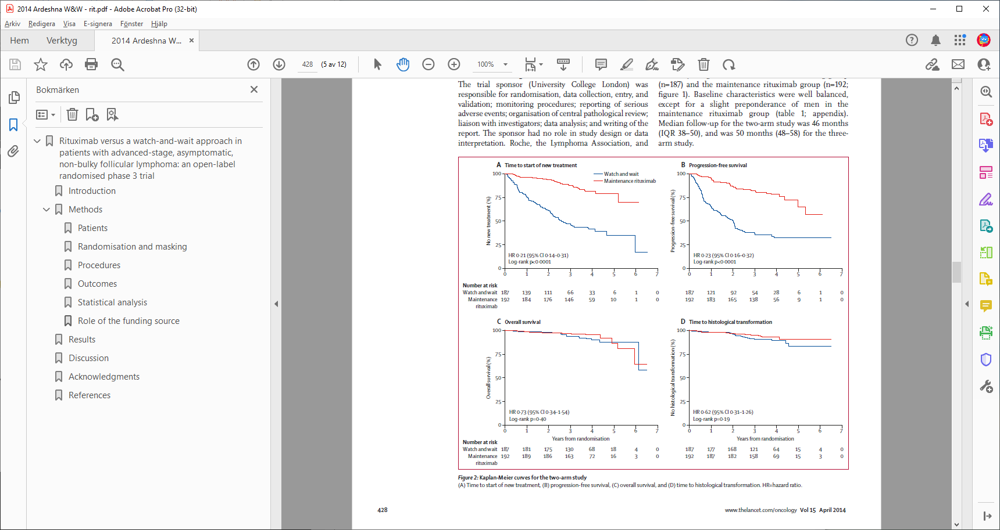 2014 Ardeshna W&W - rit.pdf - Adobe Acrobat Pro (32-bit)
Arkiv Redigera Visa E-signera Fönster Hjälp
Hem Verktyg 2014 Ardeshna W... ×
428 (5 av 12) 100%
Bokmärken
Rituximab versus a watch-and-wait approach in
patients with advanced-stage, asymptomatic,
non-bulky follicular lymphoma: an open-label
randomised phase 3 trial
Introduction
Methods
Patients
Randomisation and masking
Procedures
Outcomes
Statistical analysis
Role of the funding source
Results
Discussion
Acknowledgments
References
The trial sponsor (University College London) was
responsible for randomisation, data collection, entry, and
validation; monitoring procedures; reporting of serious
adverse events; organisation of central pathological review;
liaison with investigators; data analysis; and writing of the
report. The sponsor had no role in study design or data
interpretation. Roche, the Lymphoma Association, and
(n=187) and the maintenance rituximab group (n=192;
figure 1). Baseline characteristics were well balanced,
except for a slight preponderance of men in the
maintenance rituximab group (table 1; appendix).
Median follow-up for the two-arm study was 46 months
(IQR 38–50), and was 50 months (48–58) for the three-
arm study.
A Time to start of new treatment
Watch and wait
Maintenance rituximab
No new treatment (%)
100
75
50
25
0
HR 0·21 (95% CI 0·14–0·31)
Log-rank p<0·0001
0 1 2 3 4 5 6 7
Number at risk
Watch and wait 187 139 111 66 33 6 1 0
Maintenance 192 184 176 146 59 10 1 0
rituximab
B Progression-free survival
Progression-free survival (%)
100
75
50
25
0
HR 0·23 (95% CI 0·16–0·32)
Log-rank p<0·0001
0 1 2 3 4 5 6 7
187 121 92 54 28 6 1 0
192 183 165 138 56 9 1 0
C Overall survival
Overall survival (%)
100
75
50
25
0
HR 0·73 (95% CI 0·34–1·54)
Log-rank p=0·40
0 1 2 3 4 5 6 7
Years from randomisation
Number at risk
Watch and wait 187 181 175 130 68 18 4 0
Maintenance 192 189 186 163 72 16 3 0
rituximab
D Time to histological transformation
No histological transformation (%)
100
75
50
25
0
HR 0·62 (95% CI 0·31–1·26)
Log-rank p=0·19
0 1 2 3 4 5 6 7
Years from randomisation
187 177 168 121 64 15 4 0
192 187 182 158 69 15 3 0
Figure 2: Kaplan-Meier curves for the two-arm study
(A) Time to start of new treatment, (B) progression-free survival, (C) overall survival, and (D) time to histological transformation. HR=hazard ratio.
428 www.thelancet.com/oncology Vol 15 April 2014